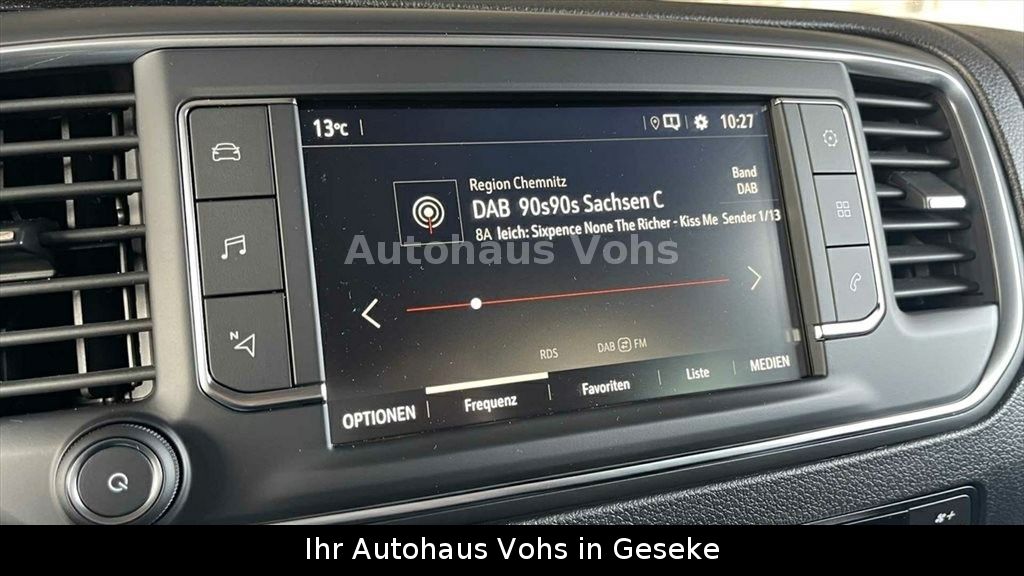 13°C
10:27
Region Chemnitz
Band
DAB 90s90s Sachsen C
DAB
8A leich: Sixpence None The Richer - Kiss Me Sender 1/13
Autohaus Vohs
RDS
DAB FM
OPTIONEN
Frequenz
Favoriten
Liste
MEDIEN
N
Ihr Autohaus Vohs in Geseke